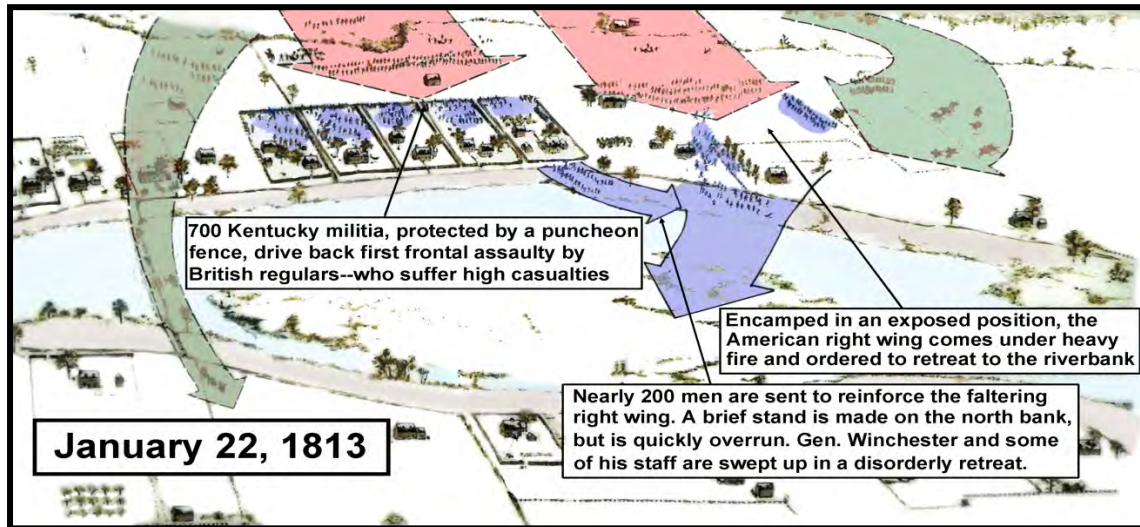 700 Kentucky militia, protected by a puncheon
fence, drive back first frontal assaulty by
British regulars--who suffer high casualties
Encamped in an exposed position, the
American right wing comes under heavy
fire and ordered to retreat to the riverbank
Nearly 200 men are sent to reinforce the faltering
right wing. A brief stand is made on the north bank,
but is quickly overrun. Gen. Winchester and some
of his staff are swept up in a disorderly retreat.
January 22, 1813